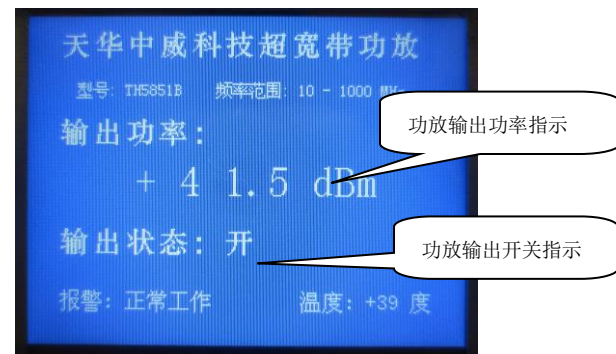 天华中威科技超宽带功放
型号: TH5851B 频率范围: 10 - 1000
输出功率:
+ 4 1. 5 dBm
功放输出功率指示
输出状态: 开
功放输出开关指示
报警: 正常工作 温度: +39 度